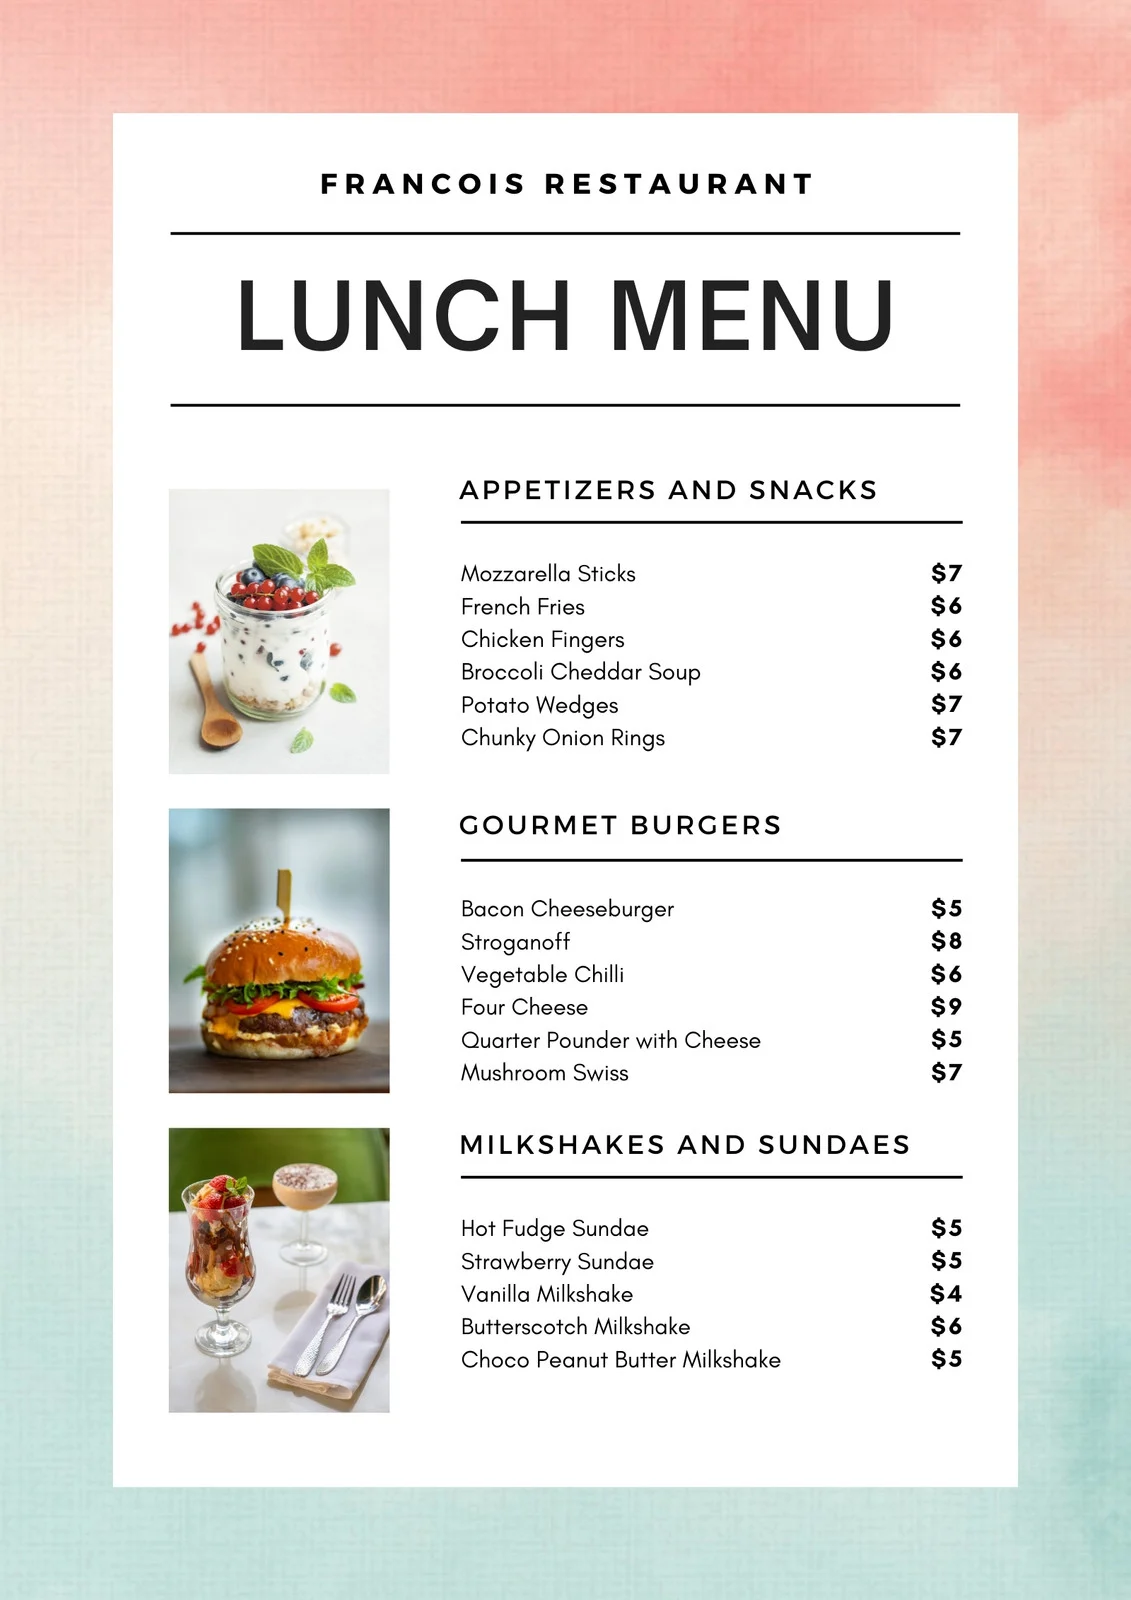 FRANCOIS RESTAURANT
LUNCH MENU
APPETIZERS AND SNACKS
Mozzarella Sticks $7
French Fries $6
Chicken Fingers $6
Broccoli Cheddar Soup $6
Potato Wedges $7
Chunky Onion Rings $7
GOURMET BURGERS
Bacon Cheeseburger $5
Stroganoff $8
Vegetable Chilli $6
Four Cheese $9
Quarter Pounder with Cheese $5
Mushroom Swiss $7
MILKSHAKES AND SUNDAES
Hot Fudge Sundae $5
Strawberry Sundae $5
Vanilla Milkshake $4
Butterscotch Milkshake $6
Choco Peanut Butter Milkshake $5